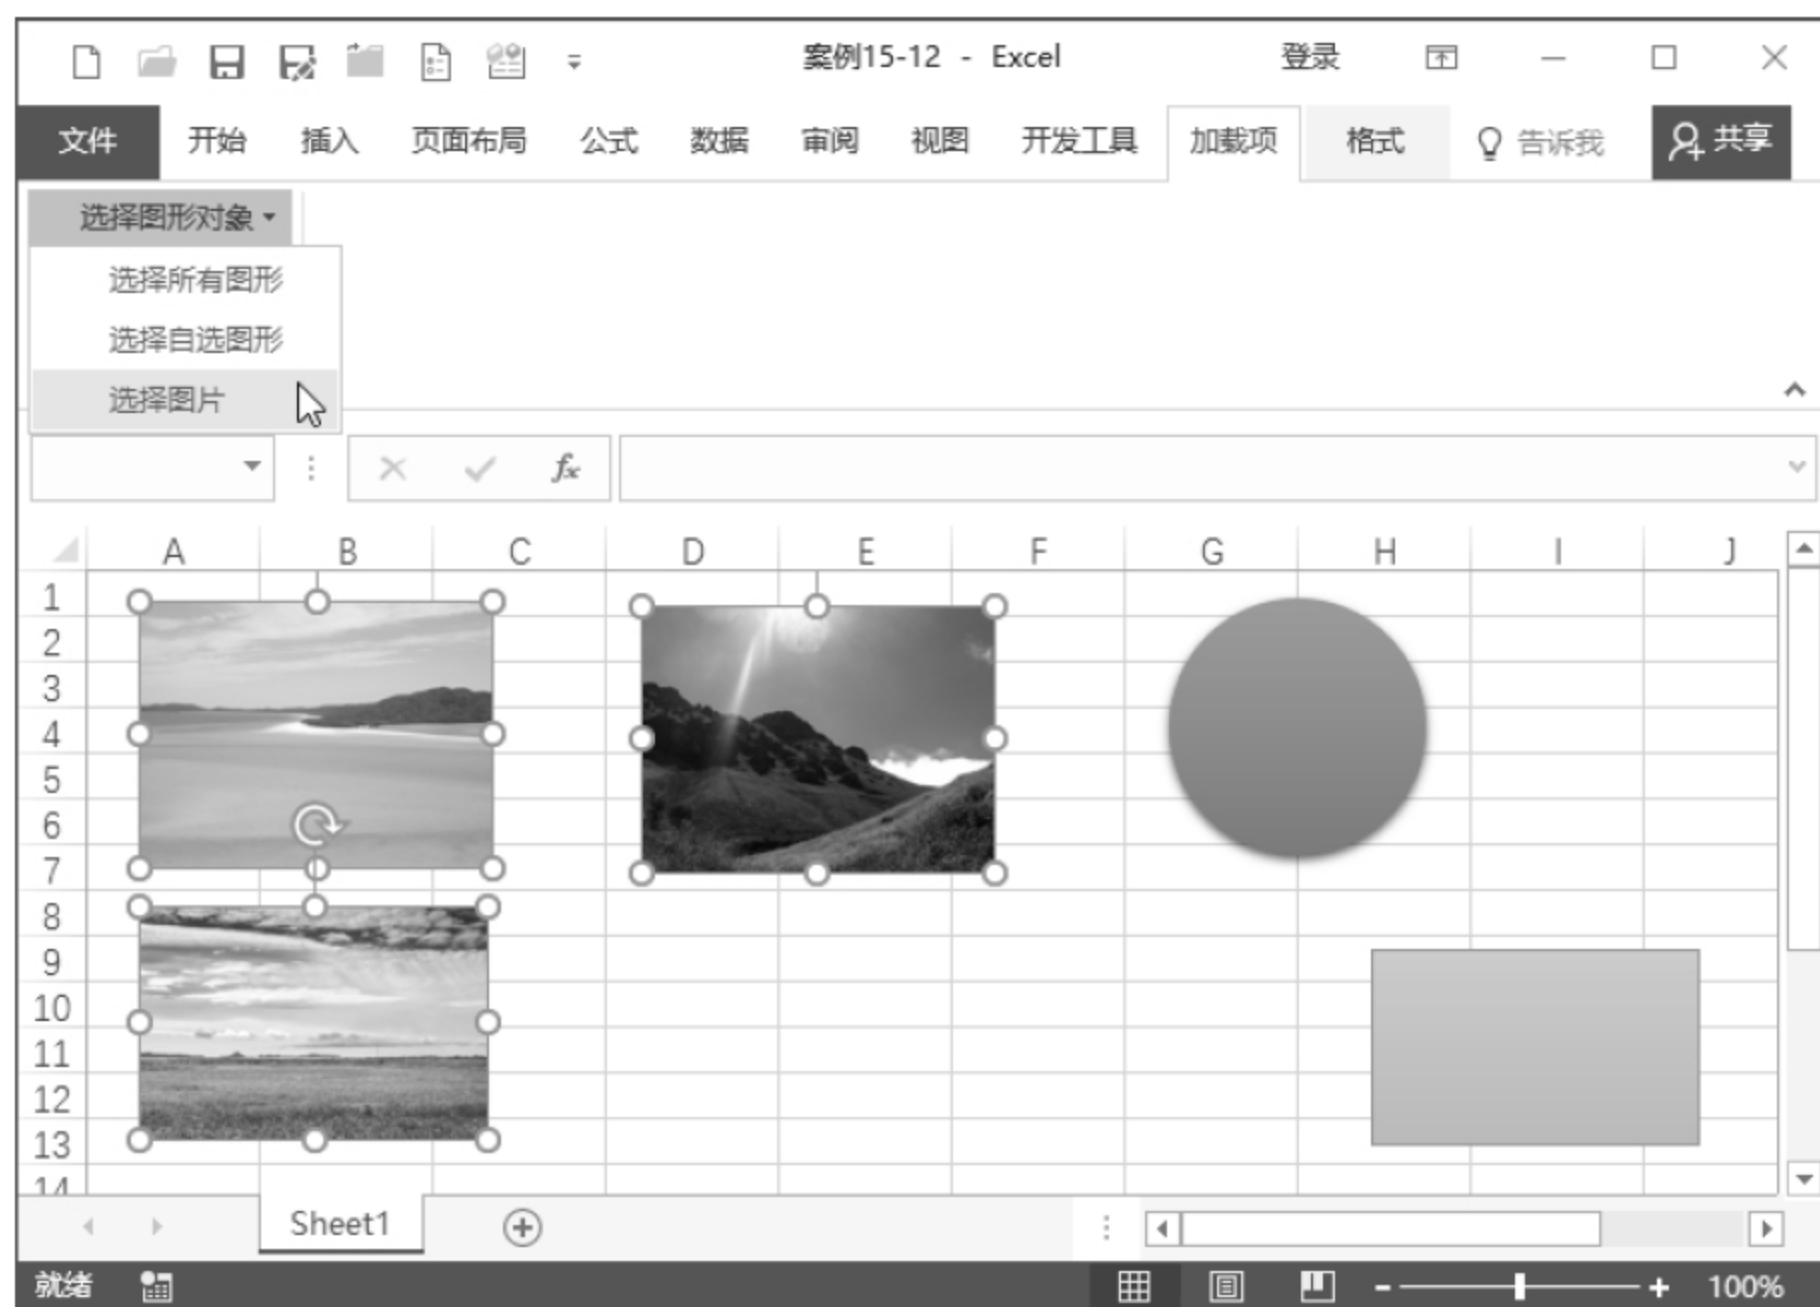 案例15-12 - Excel 登录
文件 开始 插入 页面布局 公式 数据 审阅 视图 开发工具 加载项 格式 告诉我 共享
选择图形对象
选择所有图形
选择自选图形
选择图片
fx
A B C D E F G H I J
1
2
3
4
5
6
7
8
9
10
11
12
13
14
Sheet1
就绪 100%